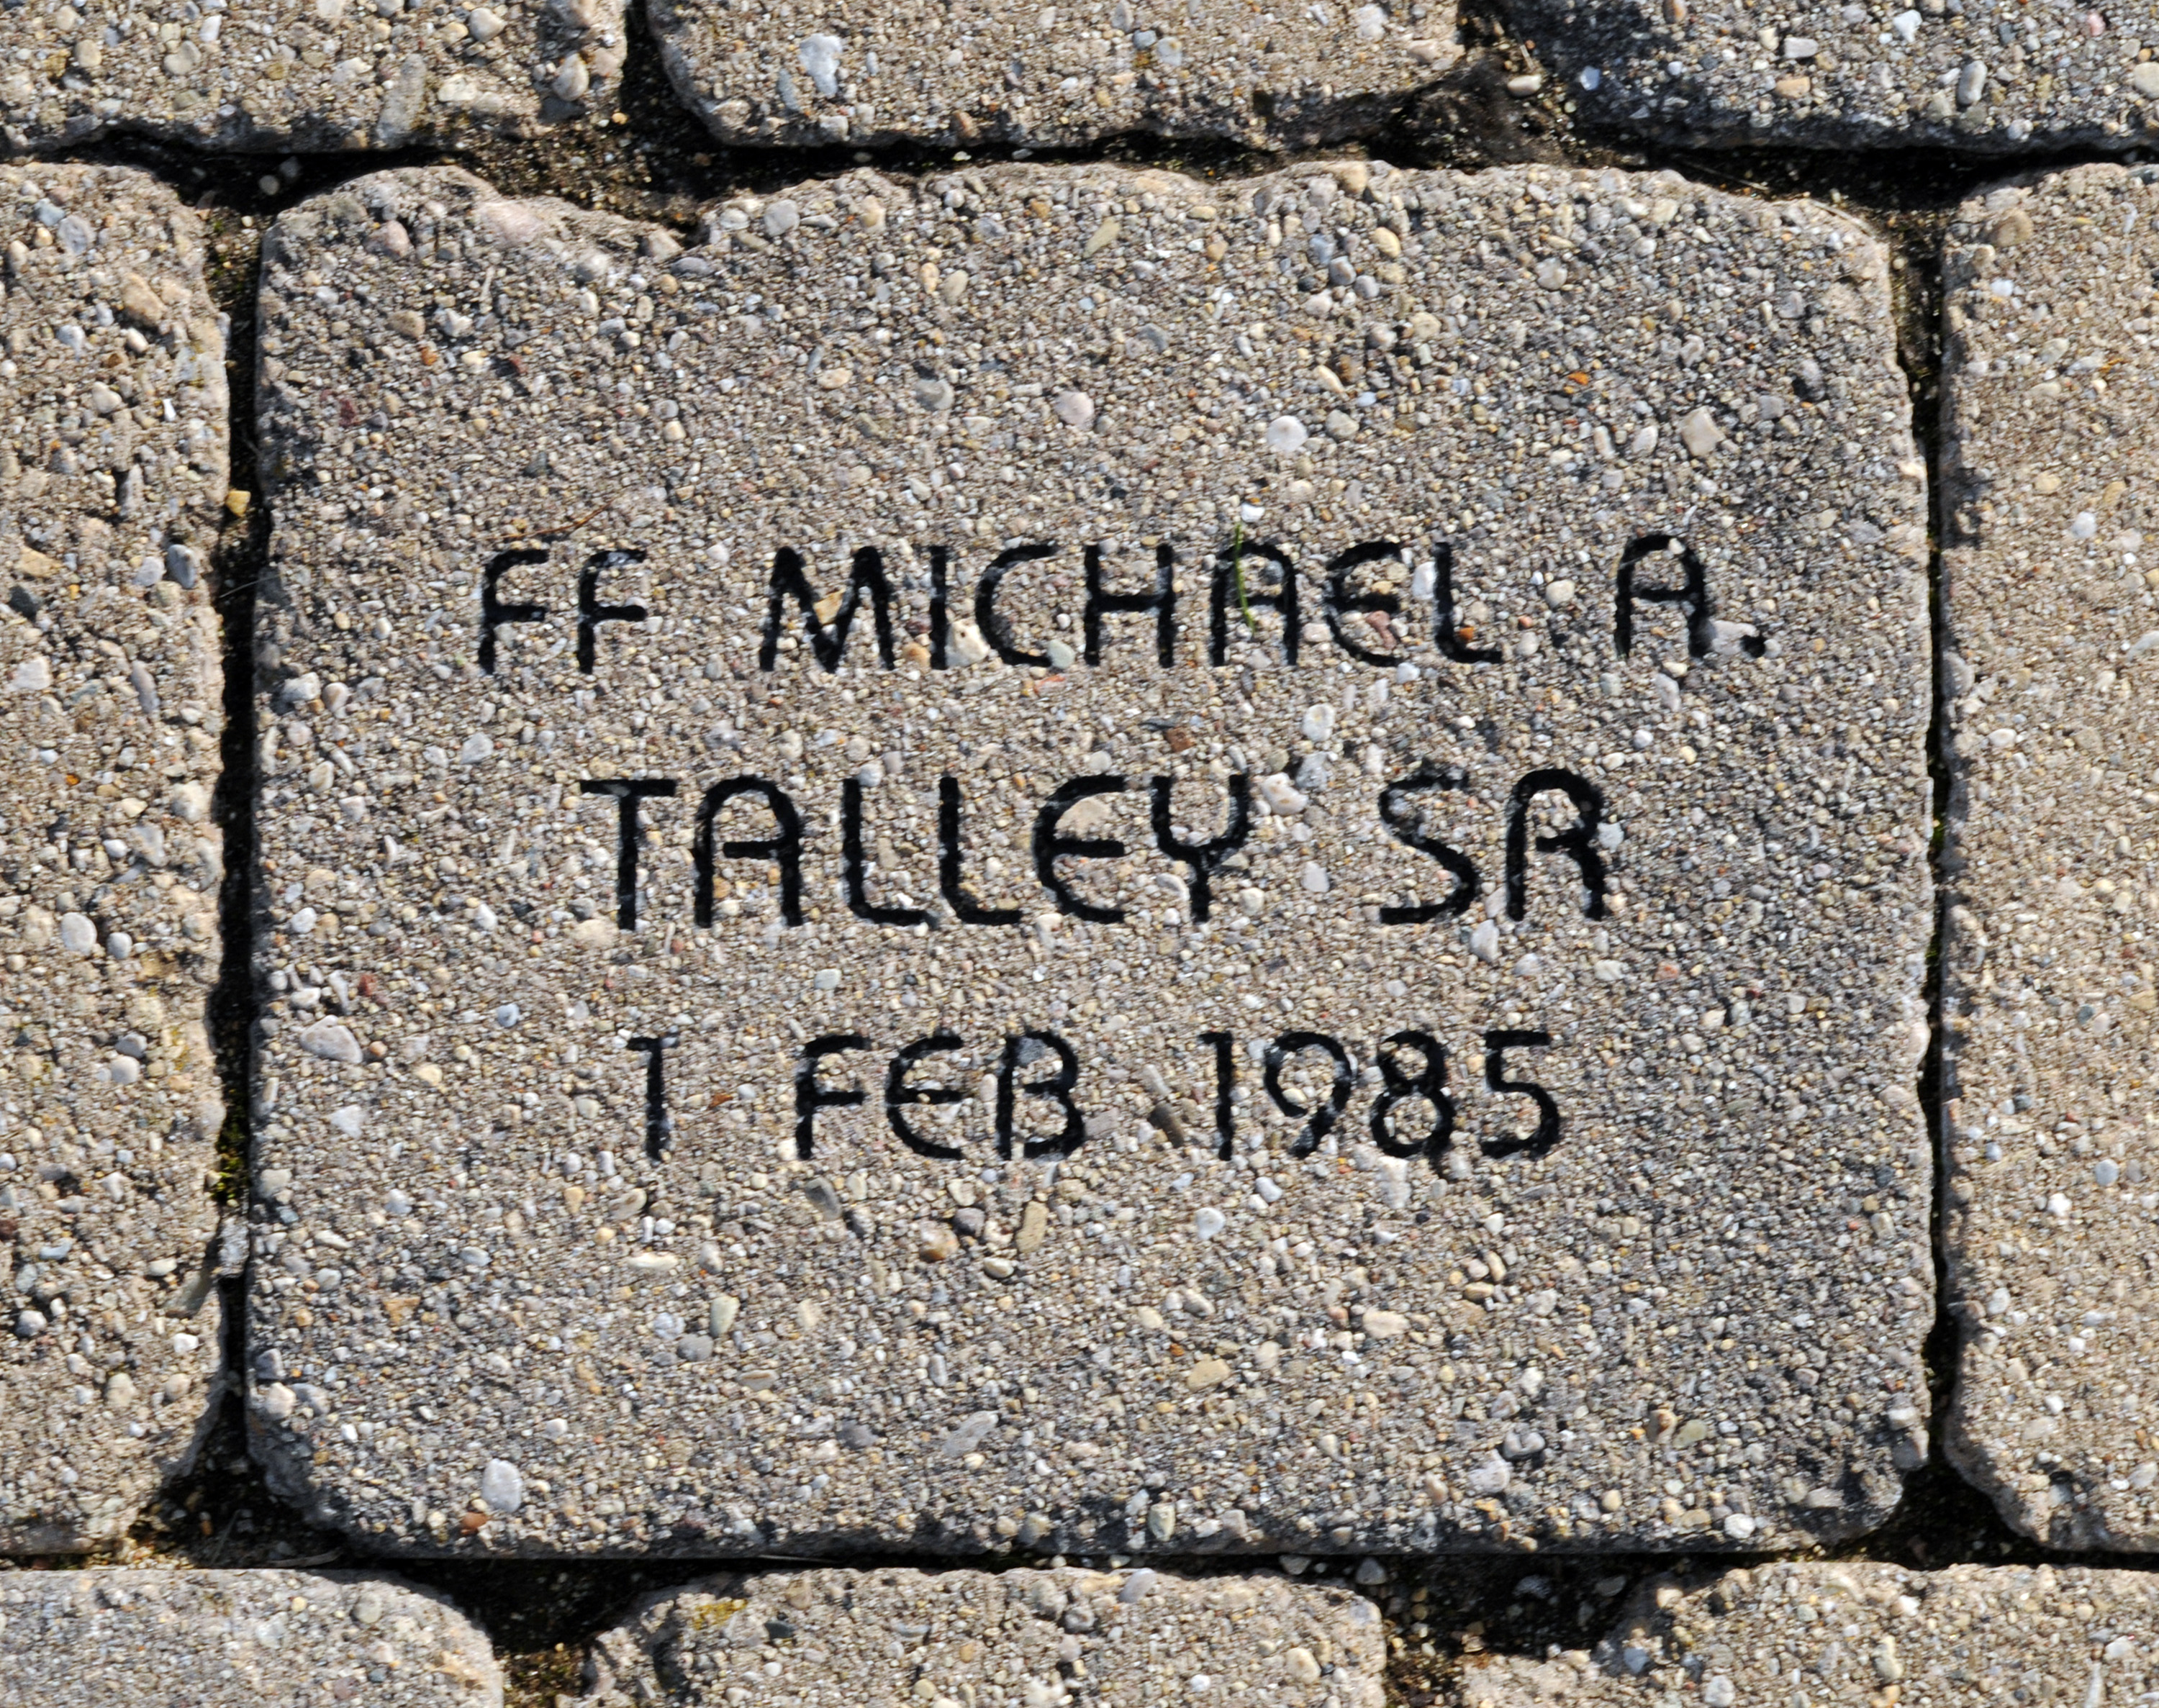 FF MICHAEL A.
TALLEY SR
1 FEB 1985